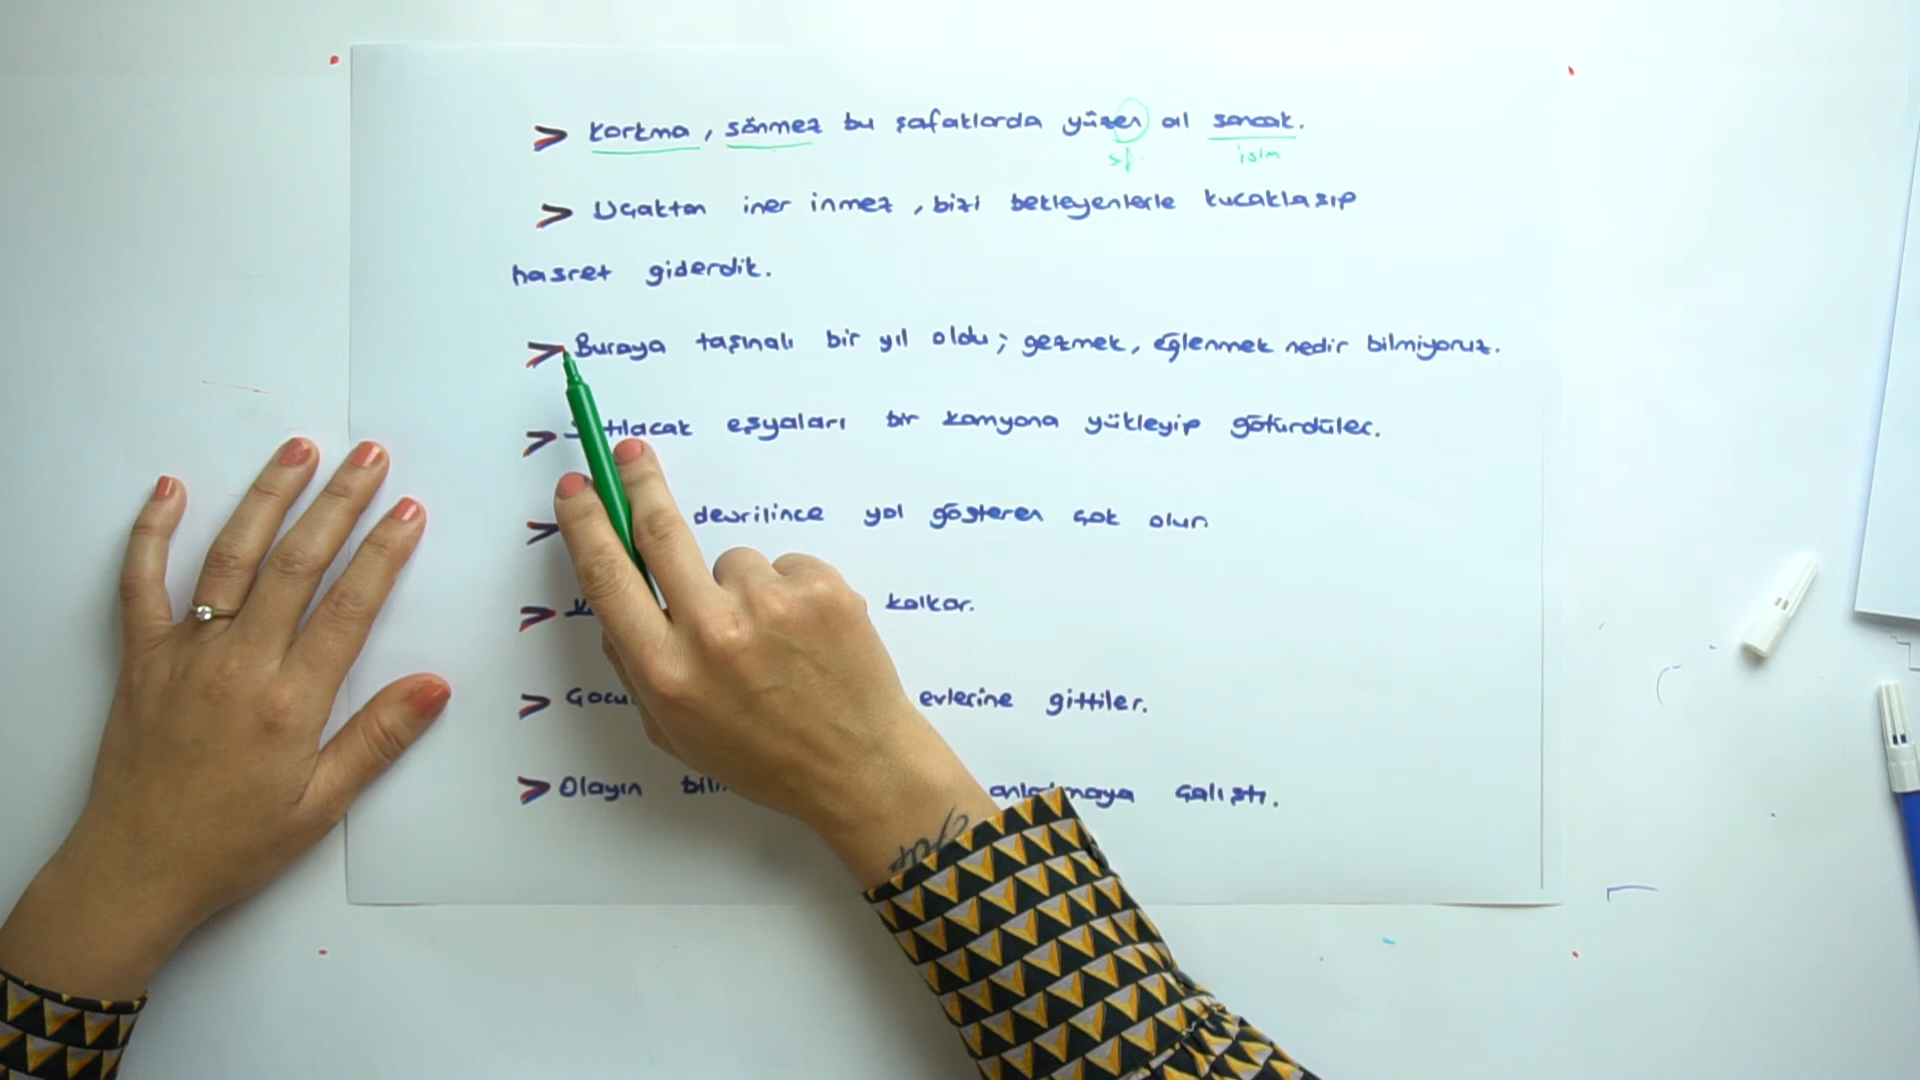 Korkma, sönmez bu şafaklarda yüzen al sancak.
sf. isim
Uçaktan iner inmez, bizi bekleyenlerle kucaklaşıp
hasret giderdik.
Buraya taşınalı bir yıl oldu; gezmek, eğlenmek nedir bilmiyoruz.
eşyaları bir kamyona yükleyip götürdüler.
devrilince yol gösteren çok olur
kalkar.
evlerine gittiler.
Olayın anlatmaya çalıştı.